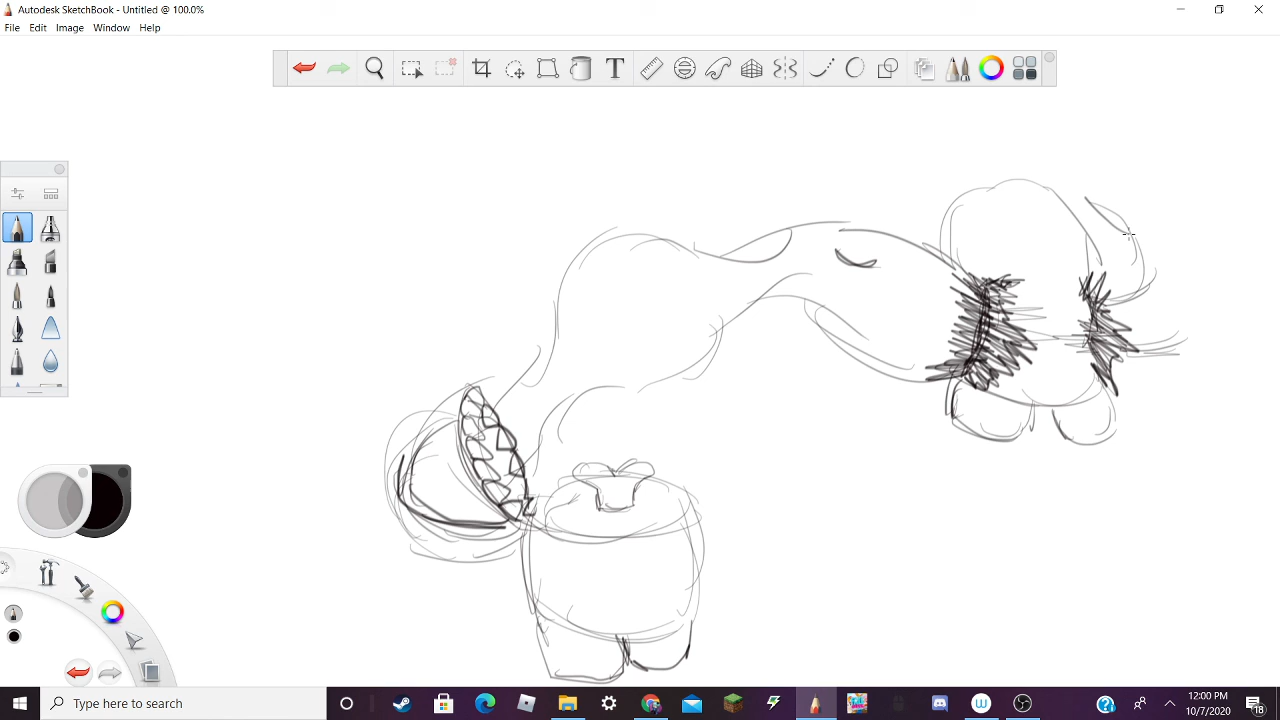 Autodesk SketchBook - Untitled @ 100.0%
File Edit Image Window Help
T
Type here to search
12:00 PM
10/7/2020
18